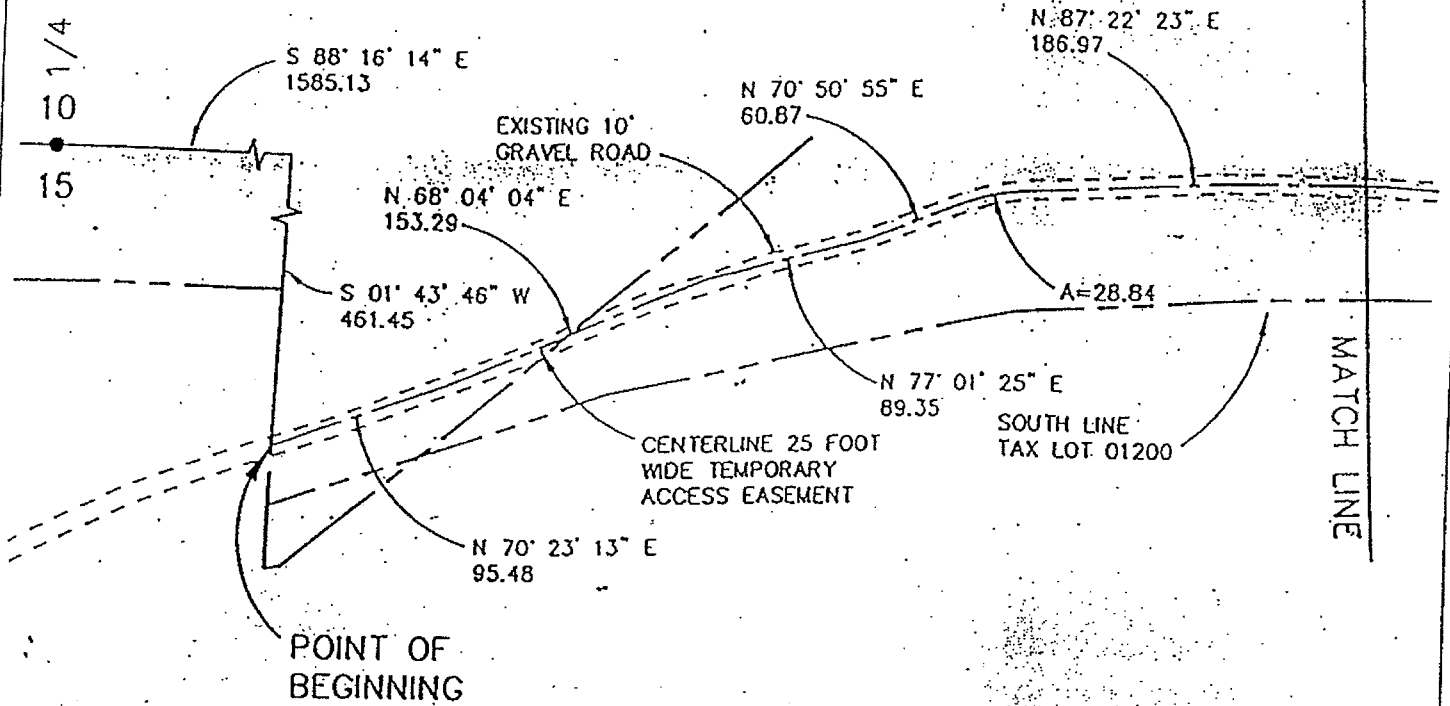 1/4
10
15
S 88° 16' 14" E
1585.13
N 87° 22' 23" E
186.97
N 70° 50' 55" E
60.87
EXISTING 10'
GRAVEL ROAD
N 68° 04' 04" E
153.29
S 01° 43' 46" W
461.45
A=28.84
N 77° 01' 25" E
89.35
SOUTH LINE
TAX LOT 01200
MATCH LINE
CENTERLINE 25 FOOT
WIDE TEMPORARY
ACCESS EASEMENT
N 70° 23' 13" E
95.48
POINT OF
BEGINNING